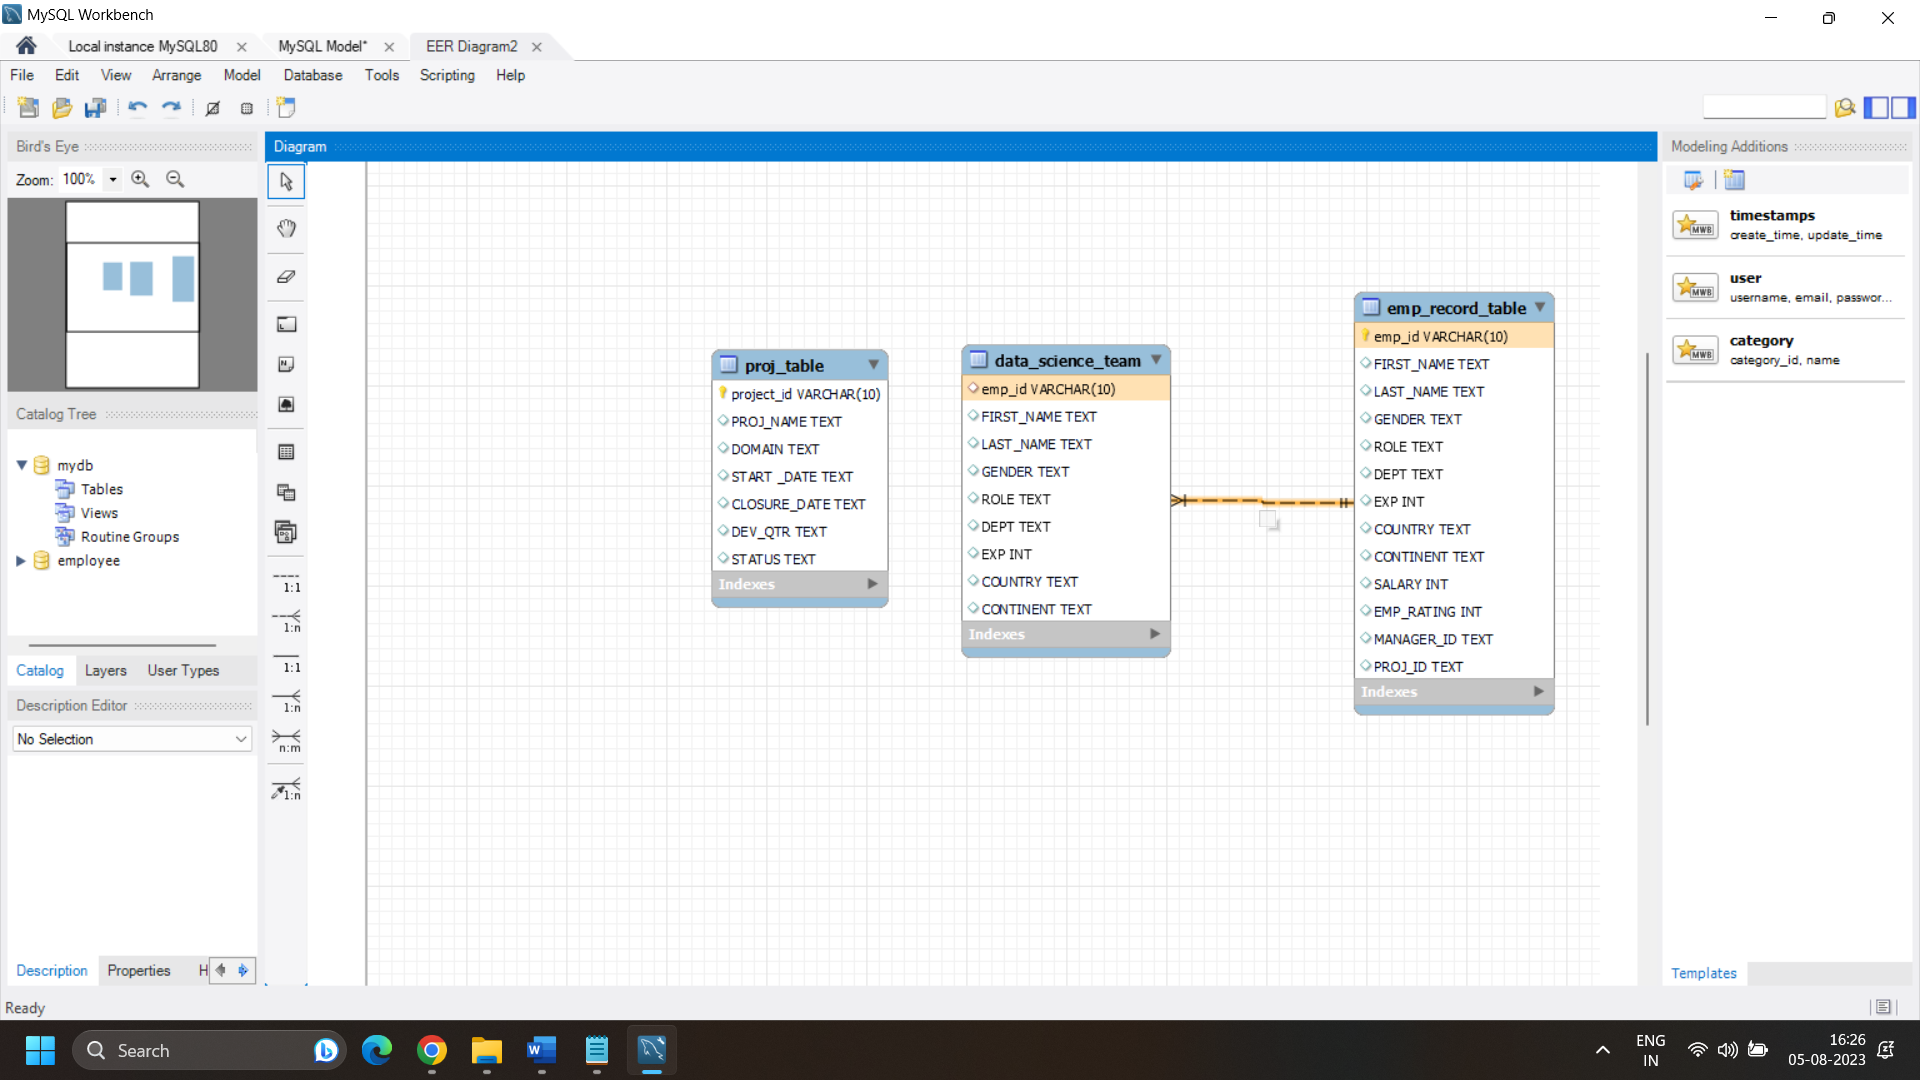 MySQL Workbench
Local instance MySQL80
MySQL Model*
EER Diagram2
File Edit View Arrange Model Database Tools Scripting Help
Bird's Eye
Zoom: 100%
Catalog Tree
mydb
Tables
Views
Routine Groups
employee
Catalog Layers User Types
Description Editor
No Selection
Description Properties H
Ready
Diagram
1:1
1:n
1:1
1:n
n:m
1:n
proj_table
project_id VARCHAR(10)
PROJ_NAME TEXT
DOMAIN TEXT
START _DATE TEXT
CLOSURE_DATE TEXT
DEV_QTR TEXT
STATUS TEXT
Indexes
data_science_team
emp_id VARCHAR(10)
FIRST_NAME TEXT
LAST_NAME TEXT
GENDER TEXT
ROLE TEXT
DEPT TEXT
EXP INT
COUNTRY TEXT
CONTINENT TEXT
Indexes
emp_record_table
emp_id VARCHAR(10)
FIRST_NAME TEXT
LAST_NAME TEXT
GENDER TEXT
ROLE TEXT
DEPT TEXT
EXP INT
COUNTRY TEXT
CONTINENT TEXT
SALARY INT
EMP_RATING INT
MANAGER_ID TEXT
PROJ_ID TEXT
Indexes
Modeling Additions
MWB
timestamps
create_time, update_time
MWB
user
username, email, passwor...
MWB
category
category_id, name
Templates
Search
ENG
IN
16:26
05-08-2023